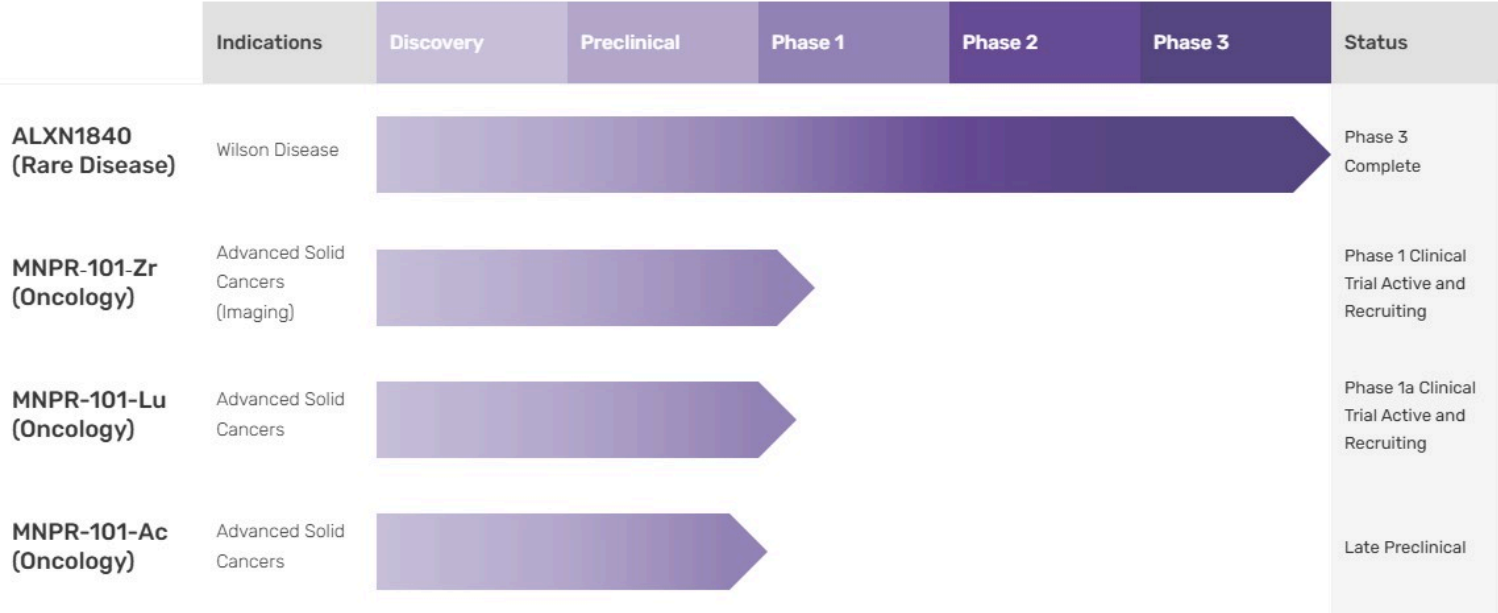 Indications
Discovery
Preclinical
Phase 1
Phase 2
Phase 3
Status
ALXN1840
(Rare Disease)
Wilson Disease
Phase 3
Complete
MNPR-101-Zr
(Oncology)
Advanced Solid
Cancers
(Imaging)
Phase 1 Clinical
Trial Active and
Recruiting
MNPR-101-Lu
(Oncology)
Advanced Solid
Cancers
Phase 1a Clinical
Trial Active and
Recruiting
MNPR-101-Ac
(Oncology)
Advanced Solid
Cancers
Late Preclinical